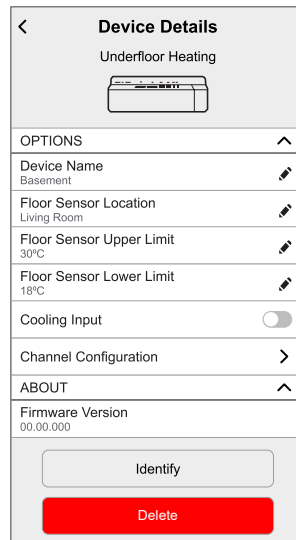 Device Details
Underfloor Heating
OPTIONS
Device Name
Basement
Floor Sensor Location
Living Room
Floor Sensor Upper Limit
30ºC
Floor Sensor Lower Limit
18ºC
Cooling Input
Channel Configuration
ABOUT
Firmware Version
00.00.000
Identify
Delete